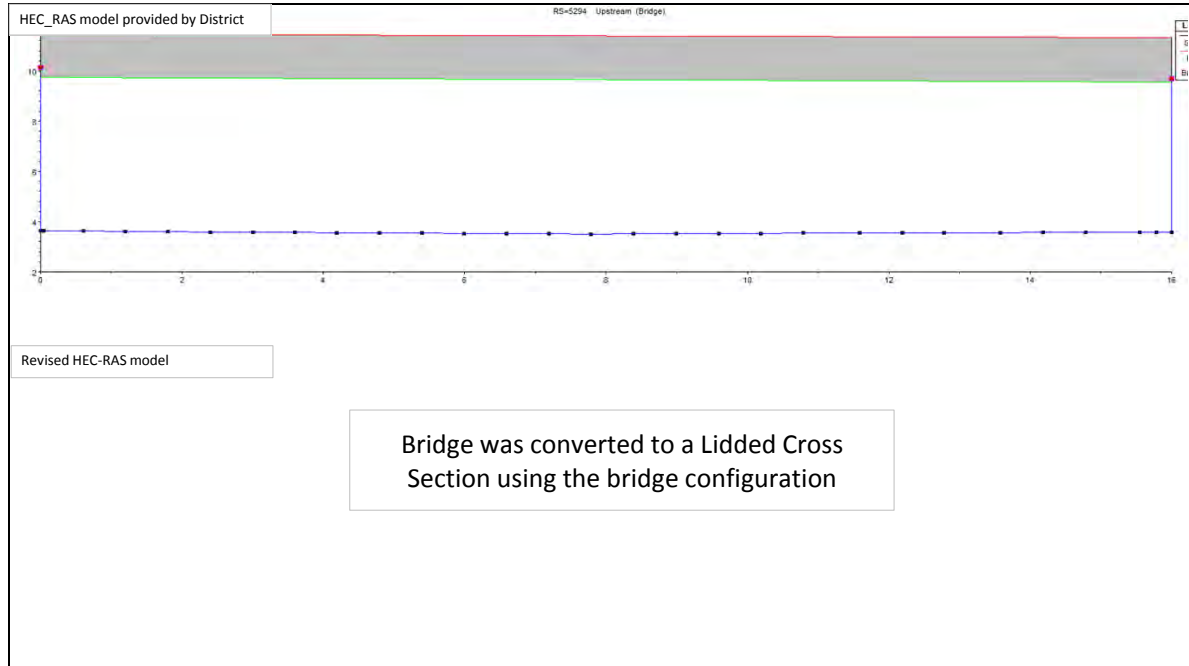 HEC_RAS model provided by District
RS=5294 Upstream (Bridge)
10
8
6
4
2
0 2 4 6 8 10 12 14 16
Revised HEC-RAS model
Bridge was converted to a Lidded Cross
Section using the bridge configuration